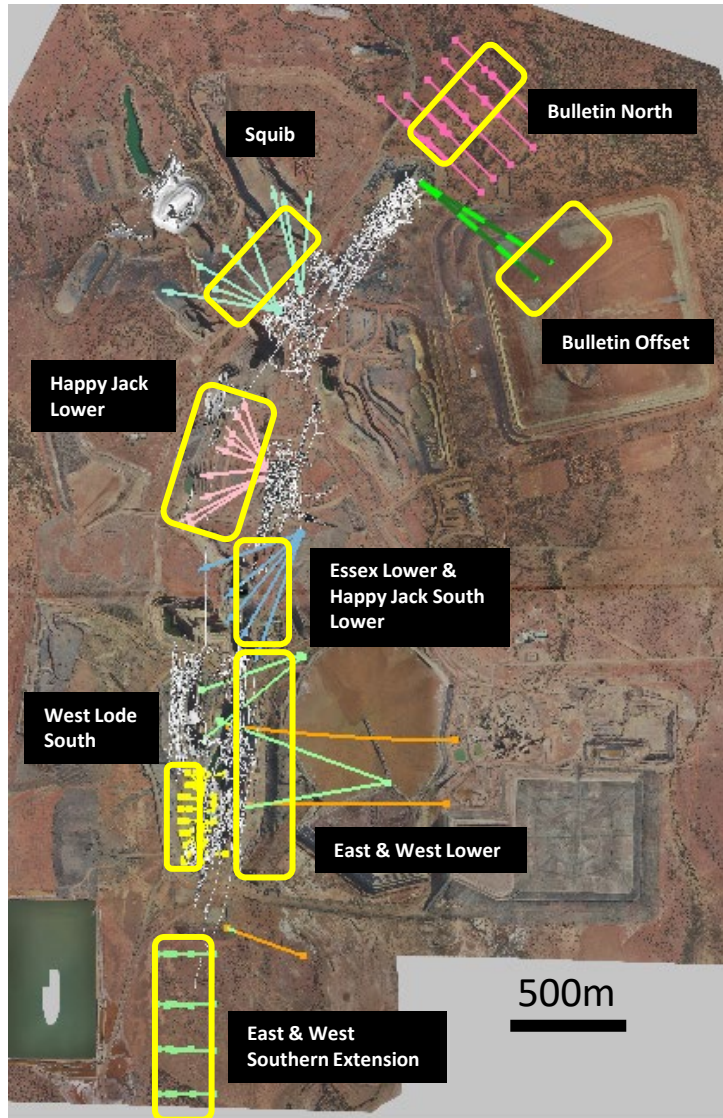 Squib
Bulletin North
Bulletin Offset
Happy Jack
Lower
Essex Lower &
Happy Jack South
Lower
West Lode
South
East & West Lower
500m
East & West
Southern Extension